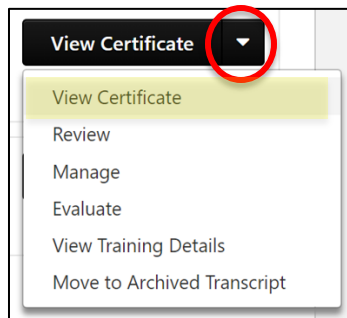 View Certificate
View Certificate
Review
Manage
Evaluate
View Training Details
Move to Archived Transcript